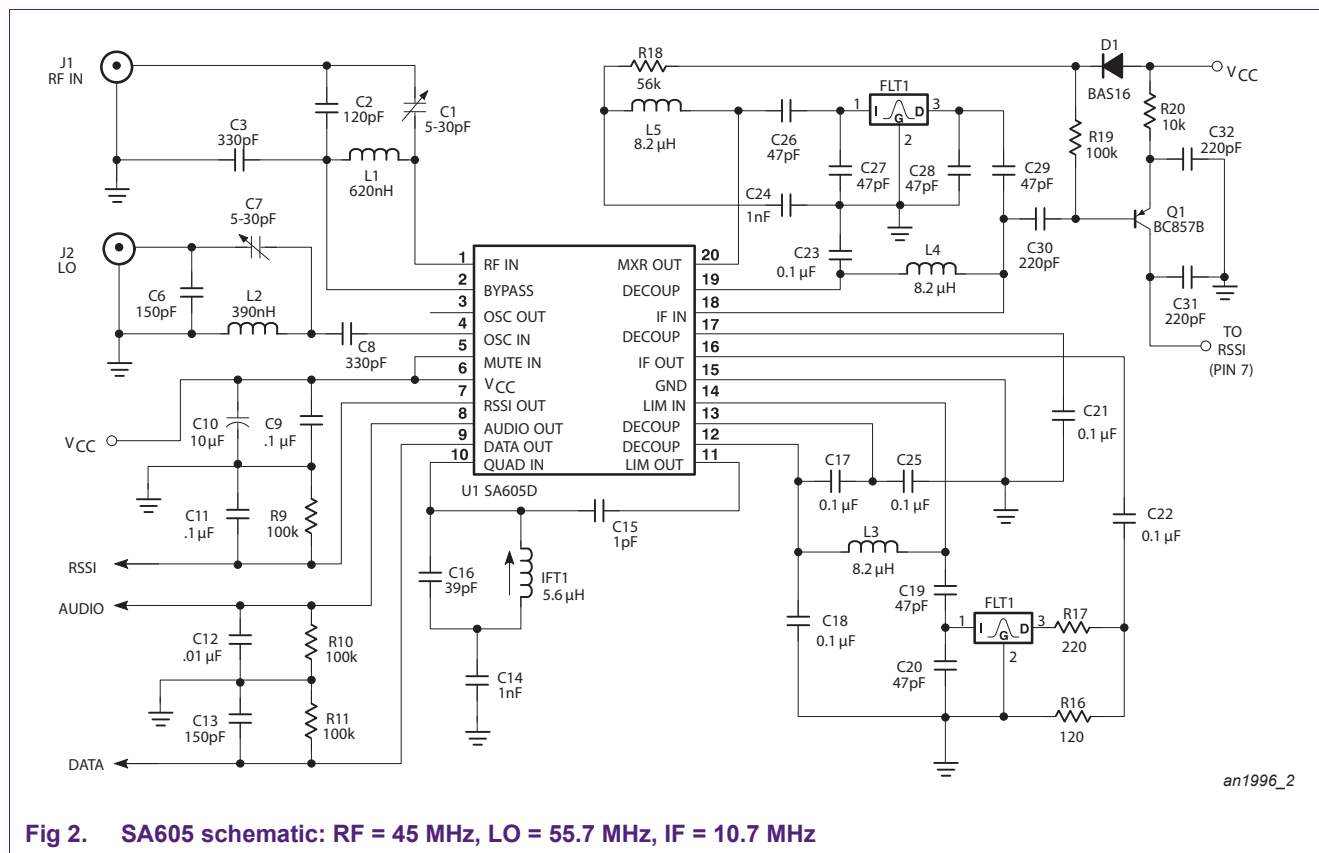 J1
RF IN
C3
330pF
C2
120pF
C1
5-30pF
L1
620nH
C7
5-30pF
J2
LO
C6
150pF
L2
390nH
C8
330pF
R18
56k
L5
8.2 µH
C26
47pF
FLT1
1
I
G
D
3
2
C27
47pF
C28
47pF
C29
47pF
C24
1nF
C23
0.1 µF
L4
8.2 µH
C30
220pF
D1
BAS16
VCC
R19
100k
R20
10k
C32
220pF
Q1
BC857B
C31
220pF
TO
RSSI
(PIN 7)
1
RF IN
2
BYPASS
3
OSC OUT
4
OSC IN
5
MUTE IN
6
VCC
7
RSSI OUT
8
AUDIO OUT
9
DATA OUT
10
QUAD IN
20
MXR OUT
19
DECOUP
18
IF IN
17
DECOUP
16
IF OUT
15
GND
14
LIM IN
13
DECOUP
12
DECOUP
11
LIM OUT
U1 SA605D
VCC
C10
10µF
C9
.1 µF
C11
.1µF
R9
100k
RSSI
AUDIO
C12
.01 µF
R10
100k
C13
150pF
R11
100k
DATA
C16
39pF
IFT1
5.6 µH
C15
1pF
C14
1nF
C17
0.1 µF
C25
0.1 µF
C21
0.1 µF
C22
0.1 µF
L3
8.2 µH
C18
0.1 µF
C19
47pF
C20
47pF
FLT1
1
I
G
D
3
2
R17
220
R16
120
an1996_2
Fig 2. SA605 schematic: RF = 45 MHz, LO = 55.7 MHz, IF = 10.7 MHz